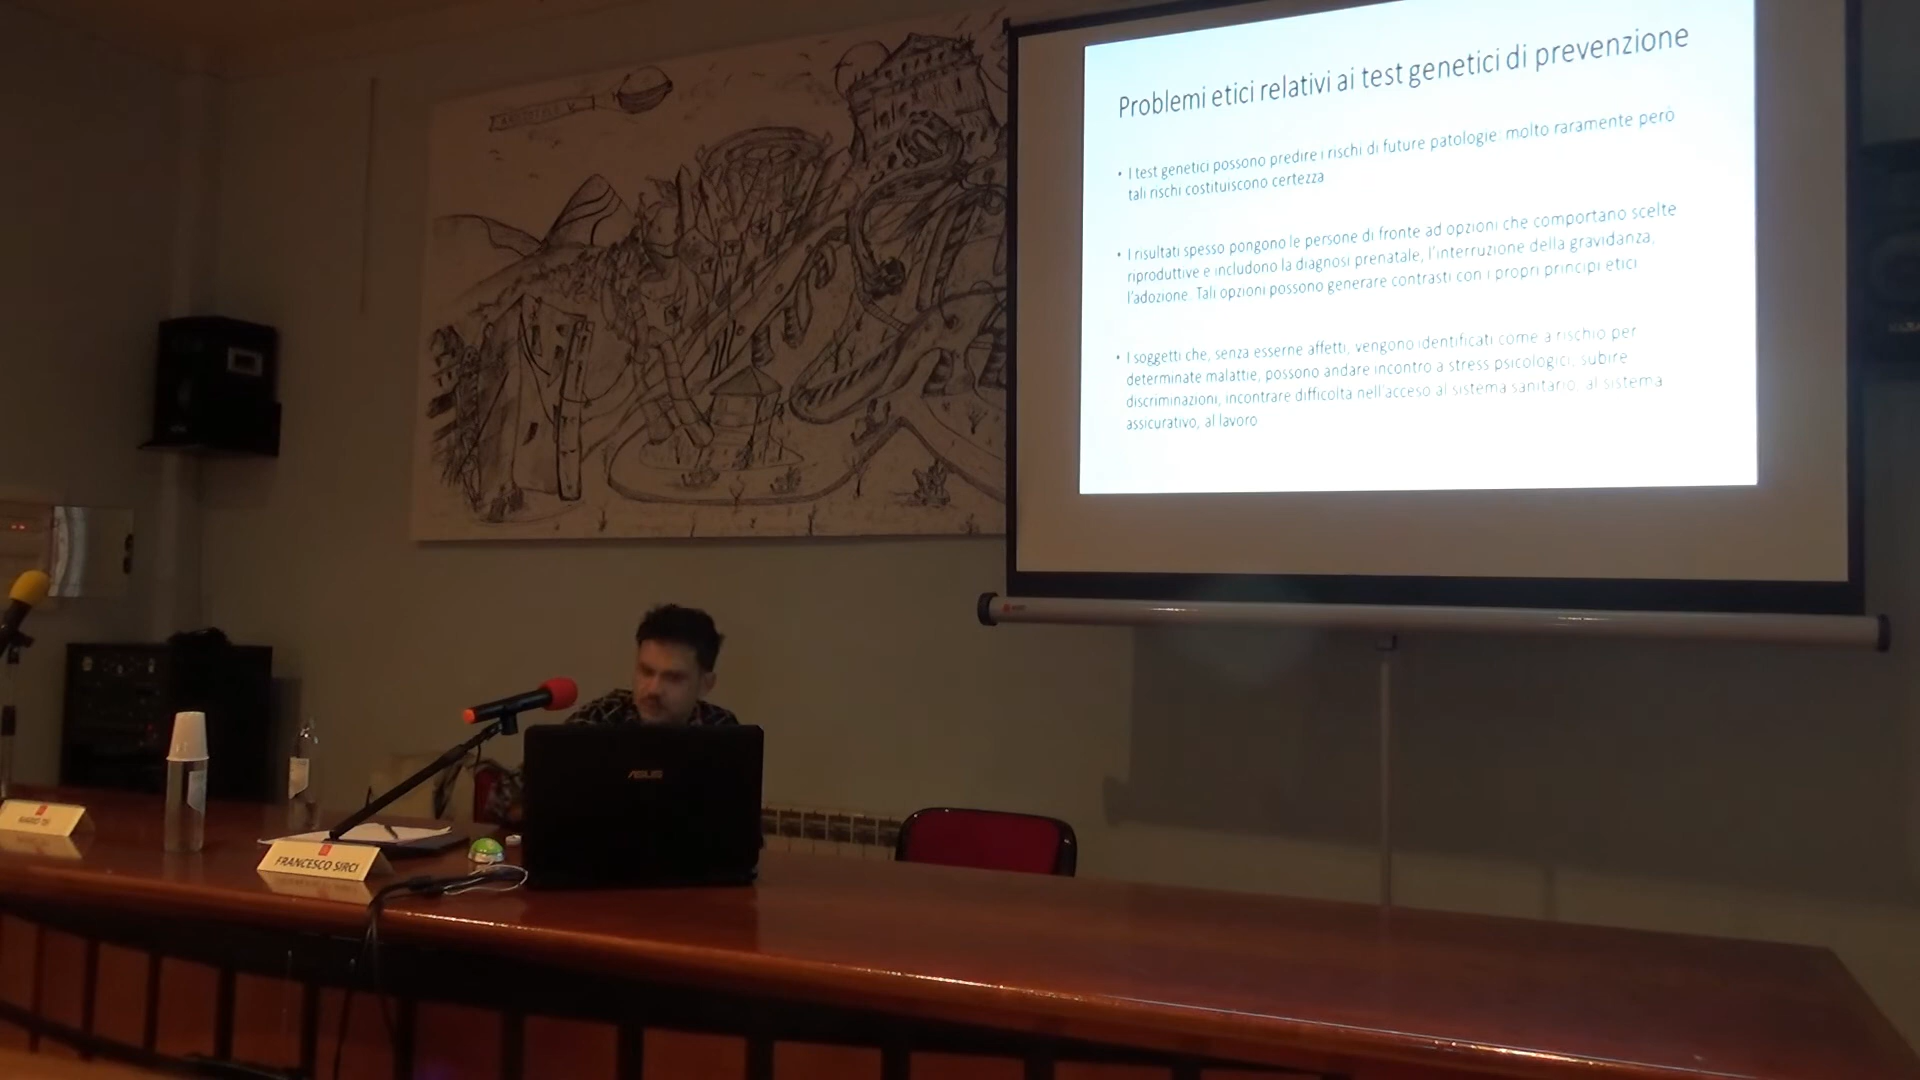 Problemi etici relativi ai test genetici di prevenzione
• I test genetici possono predire i rischi di future patologie: molto raramente però
tali rischi costituiscono certezza
• I risultati spesso pongono le persone di fronte ad opzioni che comportano scelte
riproduttive e includono la diagnosi prenatale, l'interruzione della gravidanza,
l'adozione. Tali opzioni possono generare contrasti con i propri principi etici
• I soggetti che, senza esserne affetti, vengono identificati come a rischio per
determinate malattie, possono andare incontro a stress psicologici, subire
discriminazioni, incontrare difficolta nell'accesso al sistema sanitario, al sistema
assicurativo, al lavoro
ASUS
FRANCESCO SIRCI